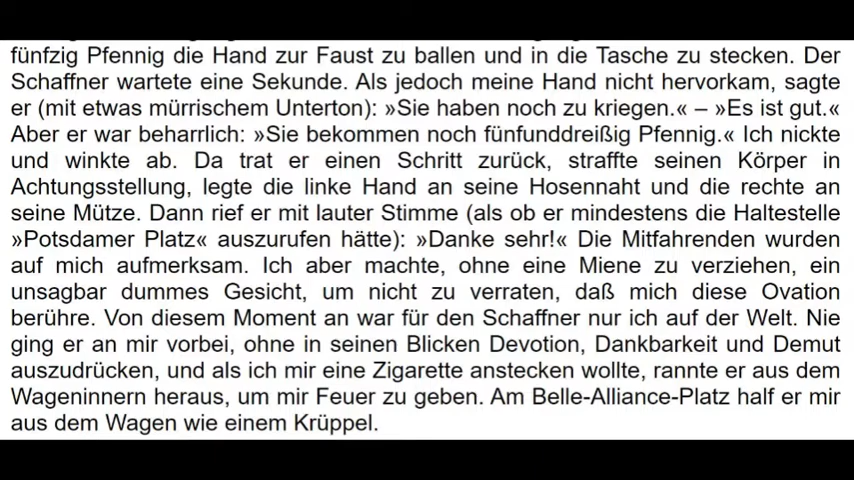 fünfzig Pfennig die Hand zur Faust zu ballen und in die Tasche zu stecken. Der
Schaffner wartete eine Sekunde. Als jedoch meine Hand nicht hervorkam, sagte
er (mit etwas mürrischem Unterton): »Sie haben noch zu kriegen.« – »Es ist gut.«
Aber er war beharrlich: »Sie bekommen noch fünfunddreißig Pfennig.« Ich nickte
und winkte ab. Da trat er einen Schritt zurück, straffte seinen Körper in
Achtungsstellung, legte die linke Hand an seine Hosennaht und die rechte an
seine Mütze. Dann rief er mit lauter Stimme (als ob er mindestens die Haltestelle
»Potsdamer Platz« auszurufen hätte): »Danke sehr!« Die Mitfahrenden wurden
auf mich aufmerksam. Ich aber machte, ohne eine Miene zu verziehen, ein
unsagbar dummes Gesicht, um nicht zu verraten, daß mich diese Ovation
berühre. Von diesem Moment an war für den Schaffner nur ich auf der Welt. Nie
ging er an mir vorbei, ohne in seinen Blicken Devotion, Dankbarkeit und Demut
auszudrücken, und als ich mir eine Zigarette anstecken wollte, rannte er aus dem
Wageninnern heraus, um mir Feuer zu geben. Am Belle-Alliance-Platz half er mir
aus dem Wagen wie einem Krüppel.